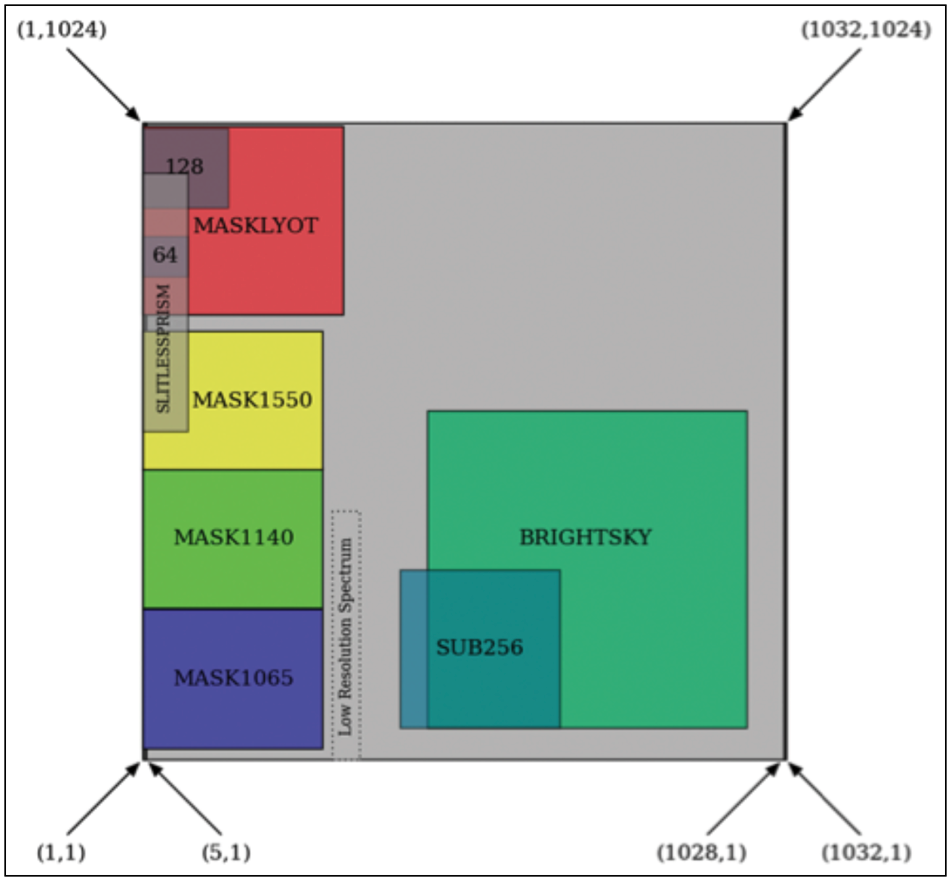 (1,1024)
(1032,1024)
128
MASKLYOT
64
SLITLESSPRISM
MASK1550
MASK1140
BRIGHTSKY
Low Resolution Spectrum
SUB256
MASK1065
(1,1)
(5,1)
(1028,1)
(1032,1)